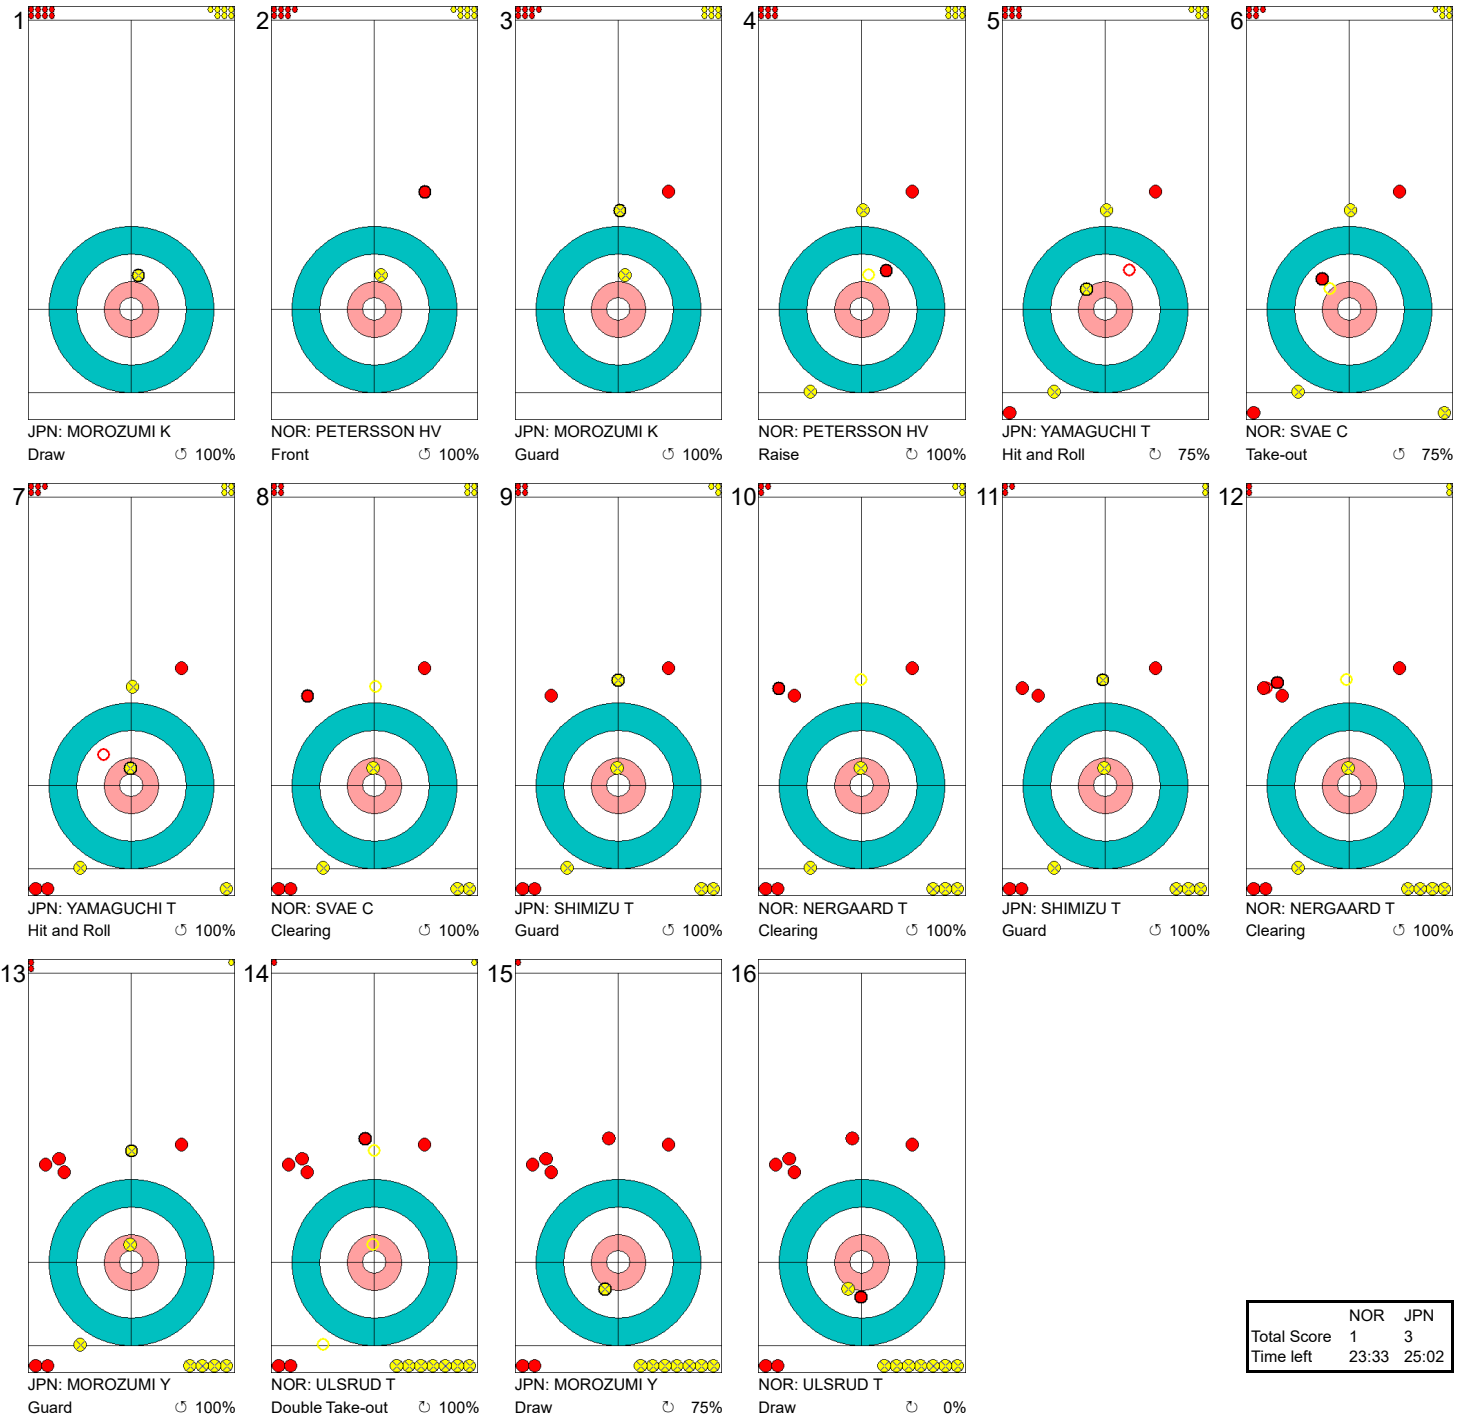 1
2
3
4
5
6
JPN: MOROZUMI K
Draw ↺ 100%
NOR: PETERSSON HV
Front ↺ 100%
JPN: MOROZUMI K
Guard ↺ 100%
NOR: PETERSSON HV
Raise ↻ 100%
JPN: YAMAGUCHI T
Hit and Roll ↻ 75%
NOR: SVAE C
Take-out ↺ 75%
7
8
9
10
11
12
JPN: YAMAGUCHI T
Hit and Roll ↺ 100%
NOR: SVAE C
Clearing ↺ 100%
JPN: SHIMIZU T
Guard ↺ 100%
NOR: NERGAARD T
Clearing ↺ 100%
JPN: SHIMIZU T
Guard ↺ 100%
NOR: NERGAARD T
Clearing ↺ 100%
13
14
15
16
JPN: MOROZUMI Y
Guard ↺ 100%
NOR: ULSRUD T
Double Take-out ↻ 100%
JPN: MOROZUMI Y
Draw ↻ 75%
NOR: ULSRUD T
Draw ↻ 0%
NOR JPN
Total Score 1 3
Time left 23:33 25:02